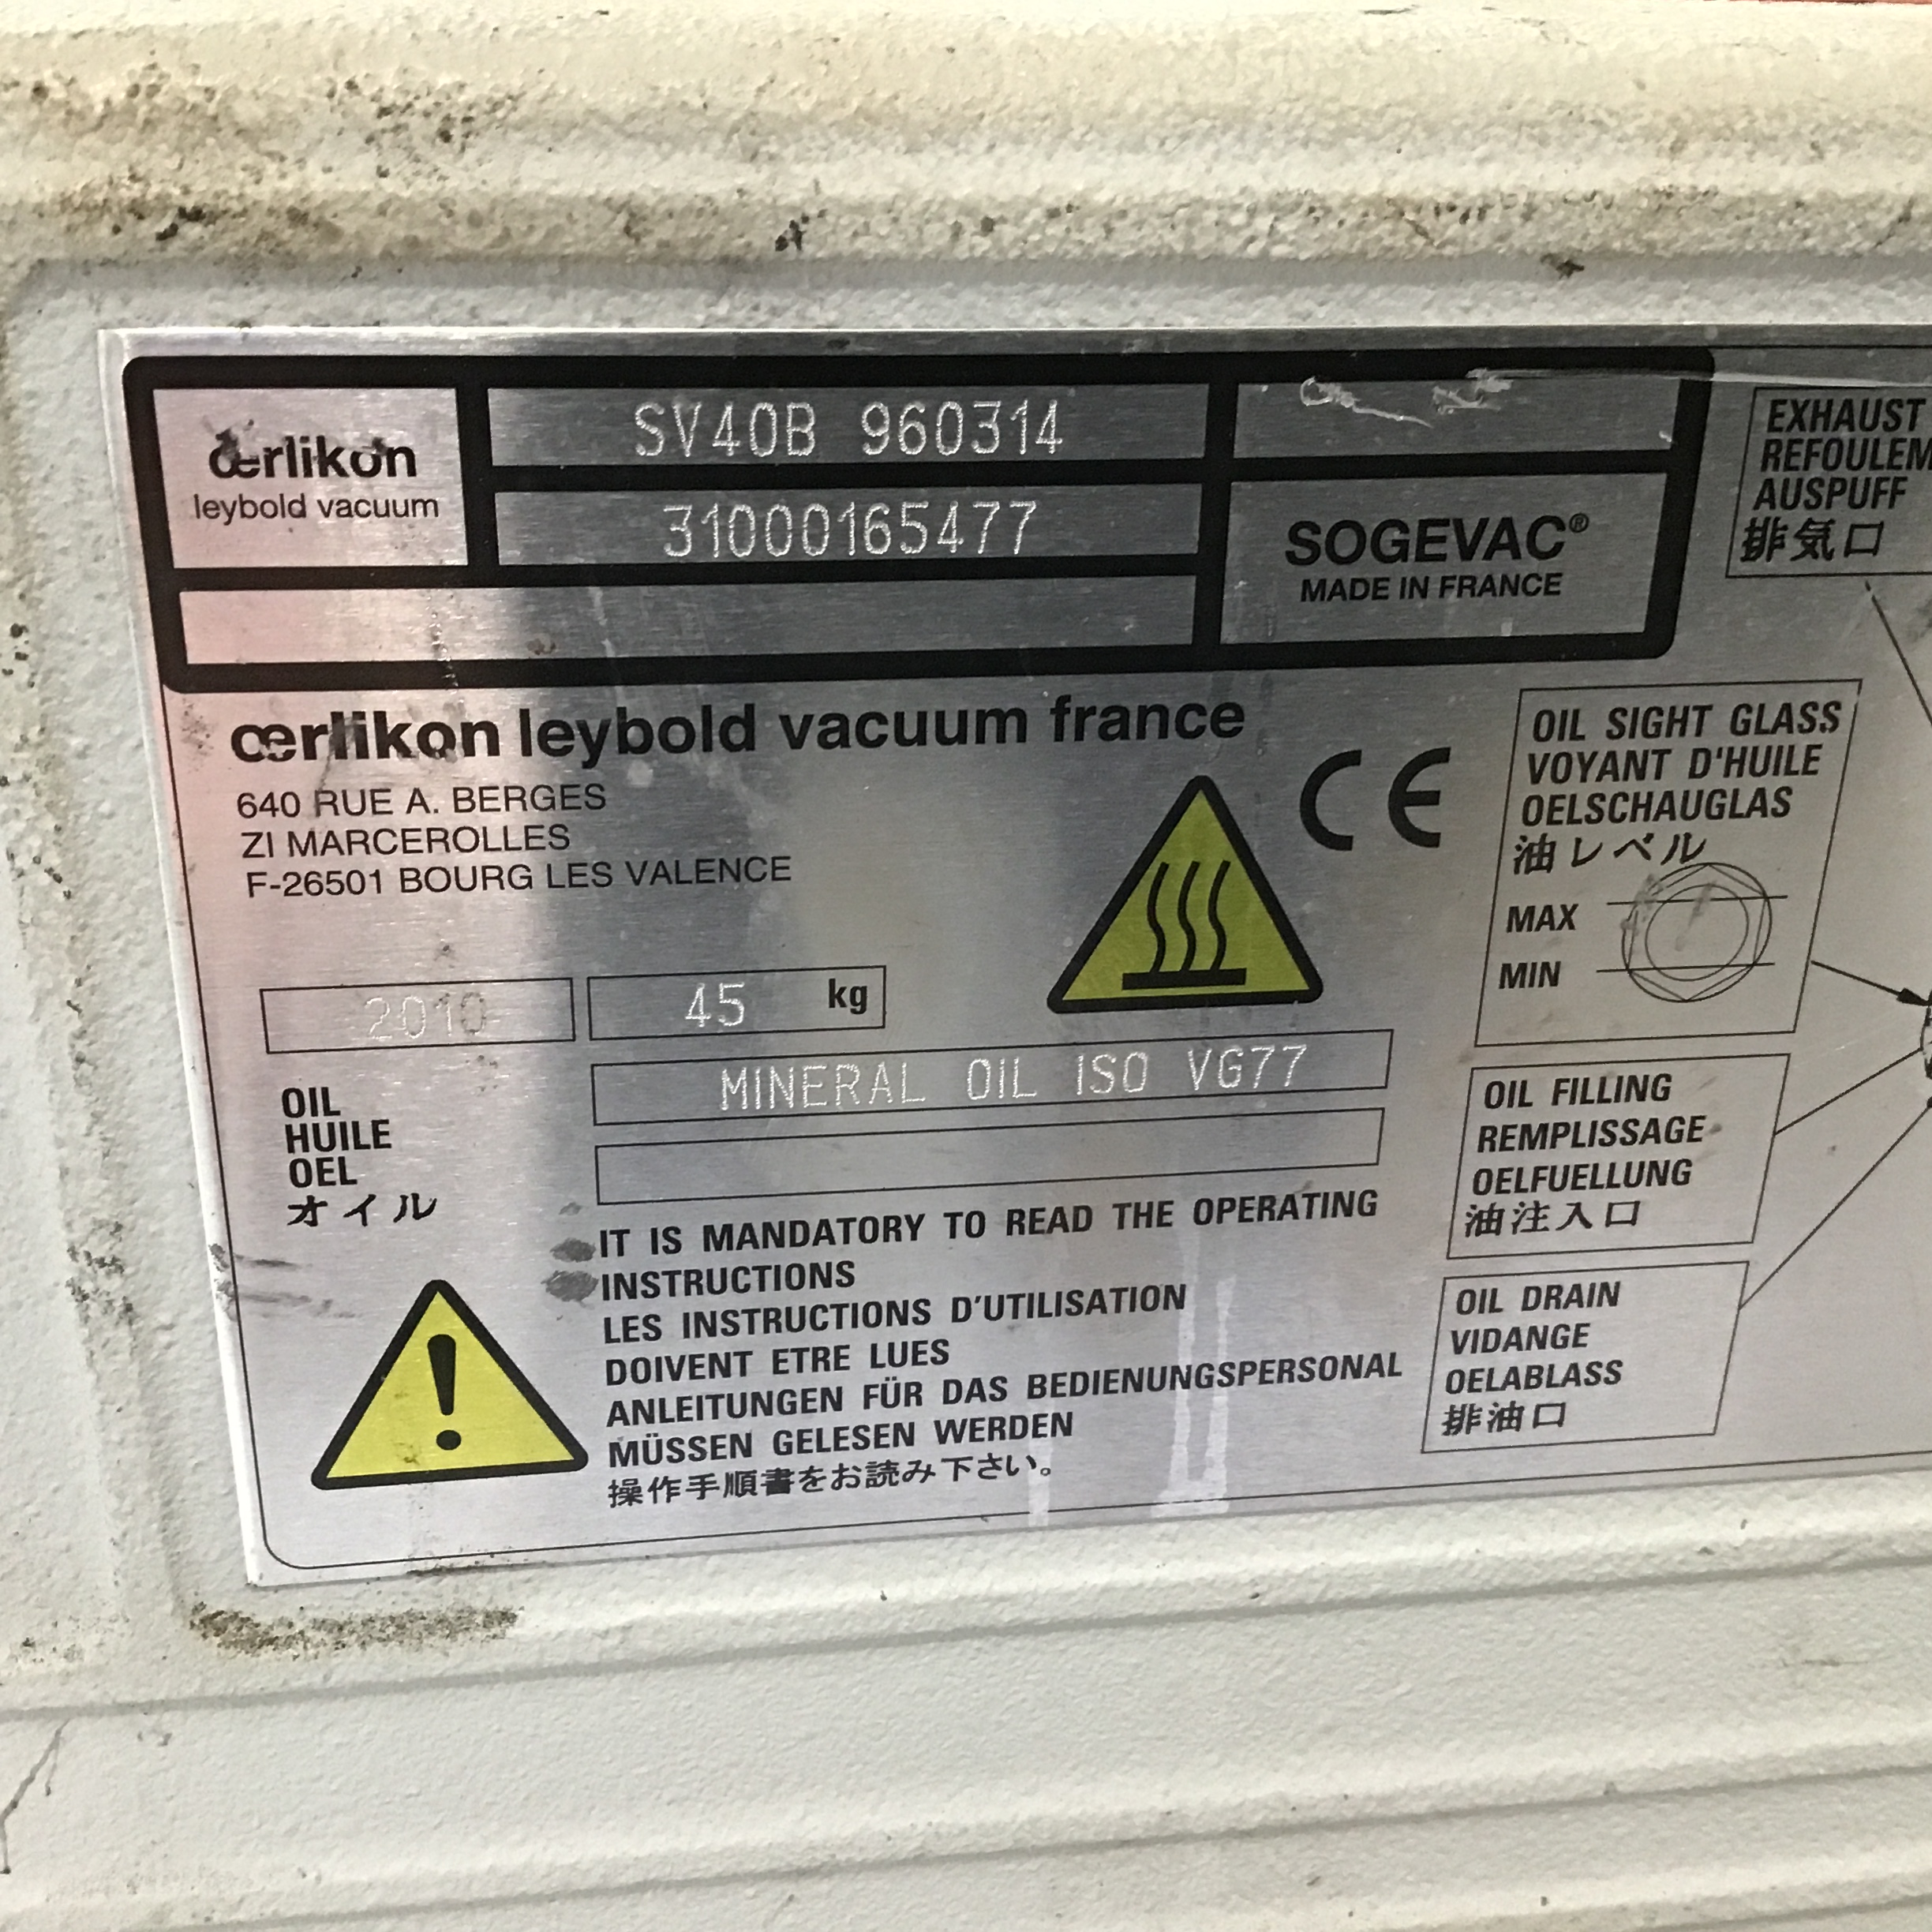 œrlikon
leybold vacuum
SV40B 960314
31000165477
SOGEVAC®
MADE IN FRANCE
œrlikon leybold vacuum france
640 RUE A. BERGES
ZI MARCEROLLES
F-26501 BOURG LES VALENCE
CE
2010
45 kg
OIL
HUILE
OEL
オイル
MINERAL OIL ISO VG77
IT IS MANDATORY TO READ THE OPERATING
INSTRUCTIONS
LES INSTRUCTIONS D'UTILISATION
DOIVENT ETRE LUES
ANLEITUNGEN FÜR DAS BEDIENUNGSPERSONAL
MÜSSEN GELESEN WERDEN
操作手順書をお読み下さい。
EXHAUST
REFOULEM
AUSPUFF
排気口
OIL SIGHT GLASS
VOYANT D'HUILE
OELSCHAUGLAS
油レベル
MAX
MIN
OIL FILLING
REMPLISSAGE
OELFUELLUNG
油注入口
OIL DRAIN
VIDANGE
OELABLASS
排油口